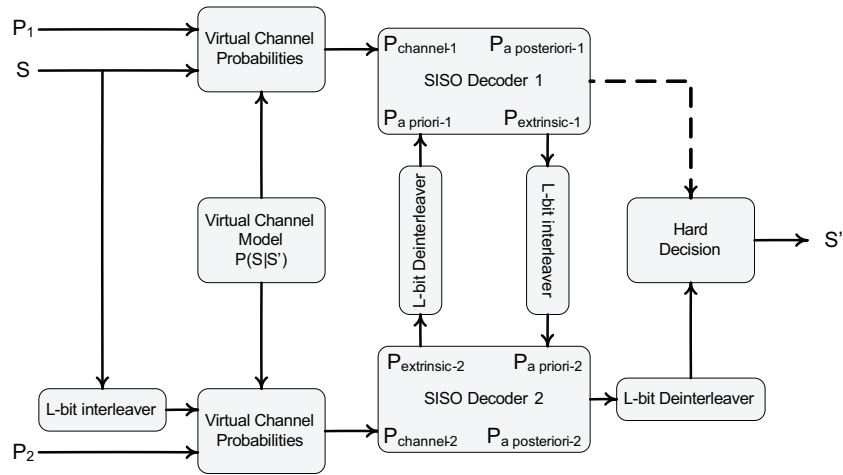 P1
S
Virtual Channel
Probabilities
Pchannel-1
Pa posteriori-1
SISO Decoder 1
Pa priori-1
Pextrinsic-1
Virtual Channel
Model
P(S|S')
L-bit Deinterleaver
L-bit interleaver
Hard
Decision
S'
Pextrinsic-2
Pa priori-2
SISO Decoder 2
Pchannel-2
Pa posteriori-2
L-bit Deinterleaver
L-bit interleaver
Virtual Channel
Probabilities
P2